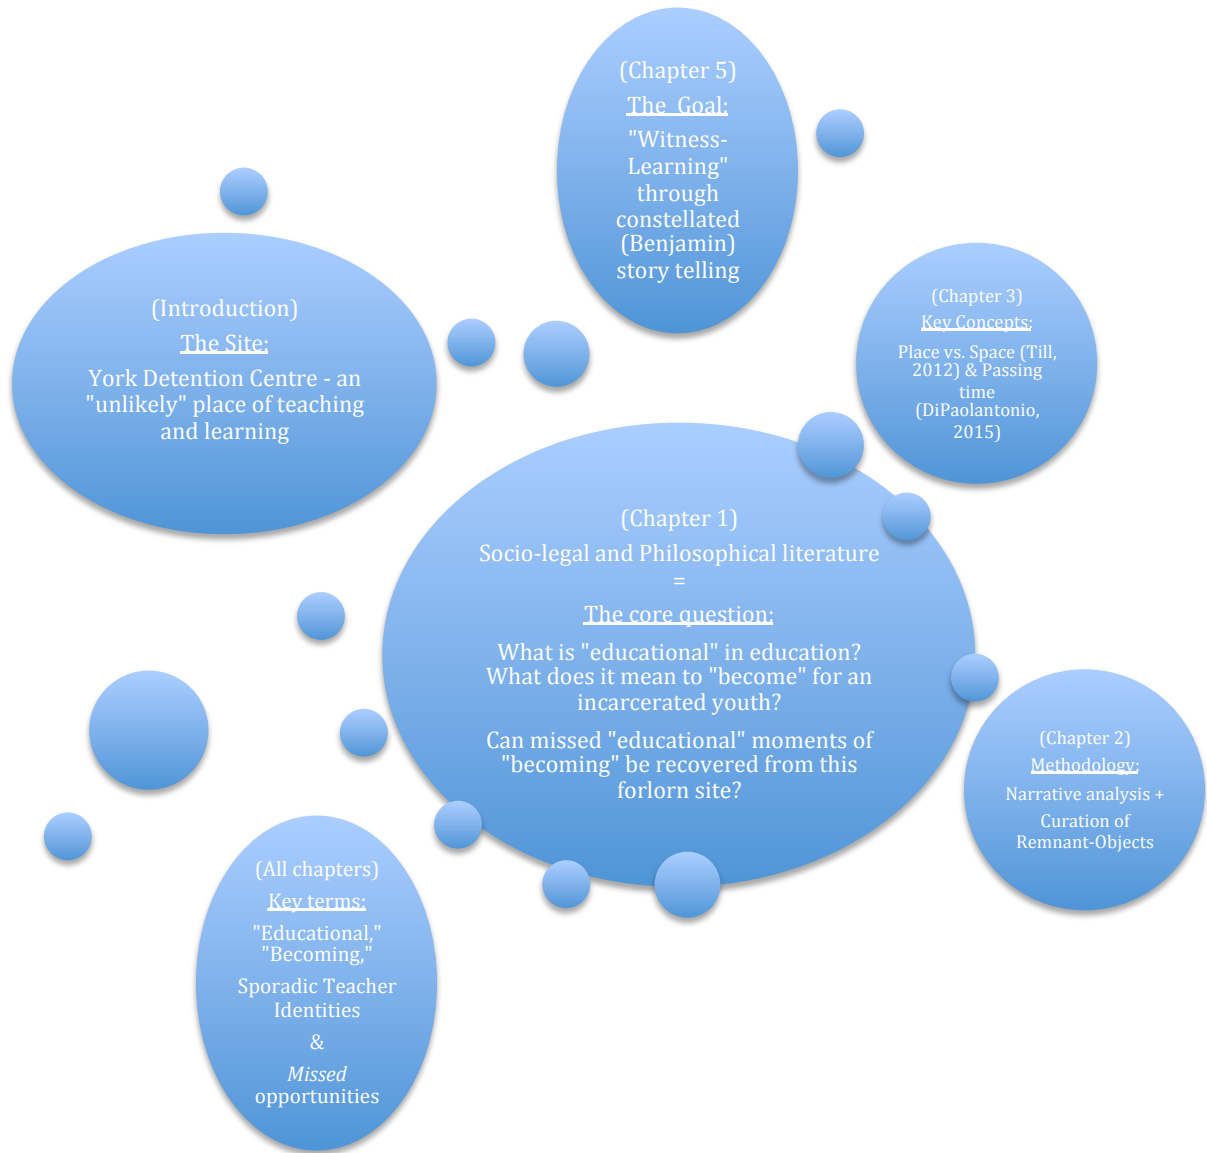 (Chapter 5)
The Goal:
"Witness-
Learning"
through
constellated
(Benjamin)
story telling
(Introduction)
The Site:
York Detention Centre - an
"unlikely" place of teaching
and learning
(Chapter 3)
Key Concepts:
Place vs. Space (Till,
2012) & Passing
time
(DiPaolantonio,
2015)
(Chapter 1)
Socio-legal and Philosophical literature
=
The core question:
What is "educational" in education?
What does it mean to "become" for an
incarcerated youth?
Can missed "educational" moments of
"becoming" be recovered from this
forlorn site?
(Chapter 2)
Methodology:
Narrative analysis +
Curation of
Remnant-Objects
(All chapters)
Key terms:
"Educational,"
"Becoming,"
Sporadic Teacher
Identities
&
Missed
opportunities